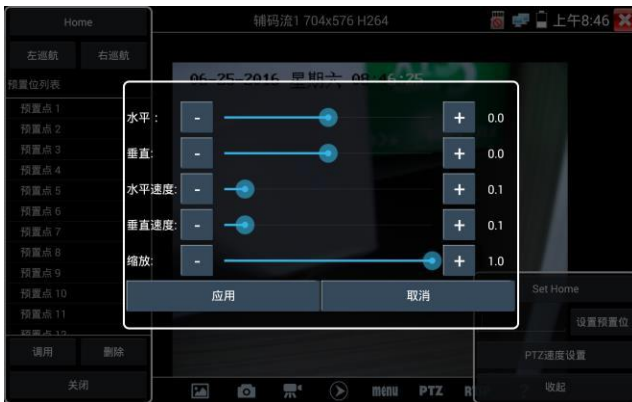 Home
辅码流1 704x576 H264
上午8:46
左巡航
右巡航
预置位列表
06-25-2016 星期六 08:46:25
预置点 1
预置点 2
预置点 3
预置点 4
预置点 5
预置点 6
预置点 7
预置点 8
预置点 9
预置点 10
预置点 11
预置点 12
水平 :
-
+
0.0
垂直:
-
+
0.0
水平速度:
-
+
0.1
垂直速度:
-
+
0.1
缩放:
-
+
1.0
应用
取消
Set Home
设置预置位
PTZ速度设置
收起
调用
删除
关闭
menu
PTZ